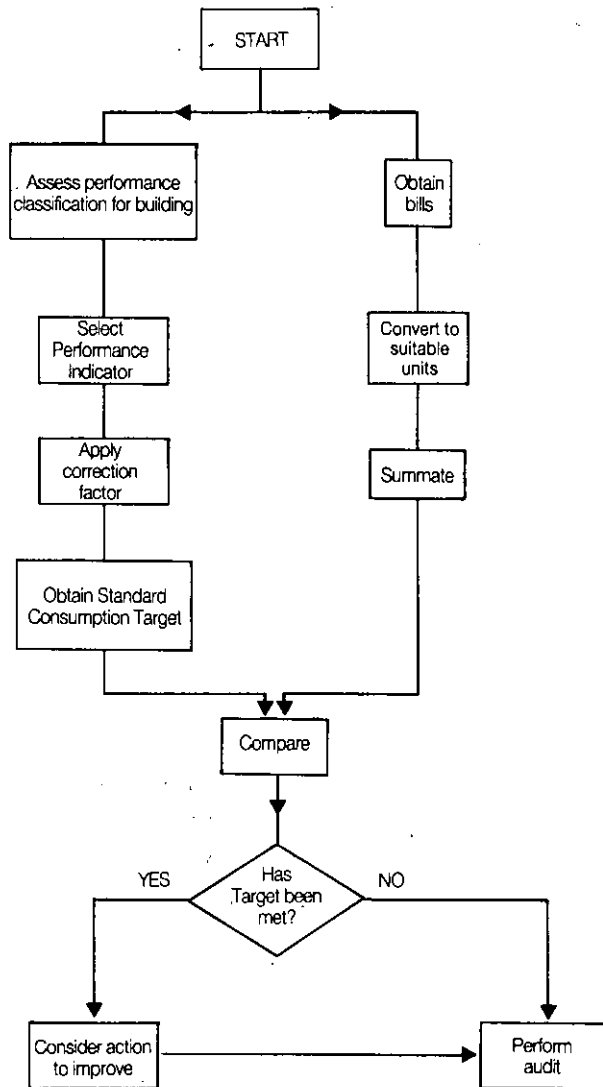 START
Assess performance
classification for building
Select
Performance
Indicator
Apply
correction
factor
Obtain Standard
Consumption Target
Obtain
bills
Convert to
suitable
units
Summate
Compare
Has
Target been
met?
YES
NO
Consider action
to improve
Perform
audit